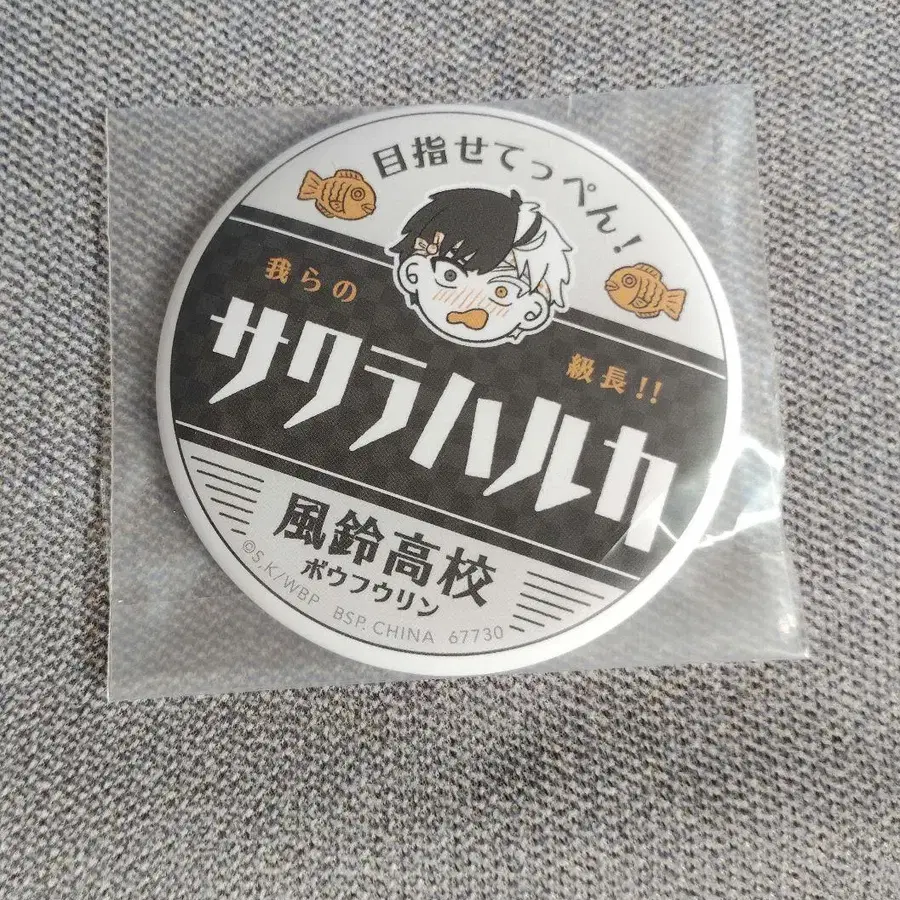 目指せてっぺん!
我らの
級長!!
サクラハルカ
風鈴高校
ボウフウリン
©S,K/WBP BSP. CHINA 67730